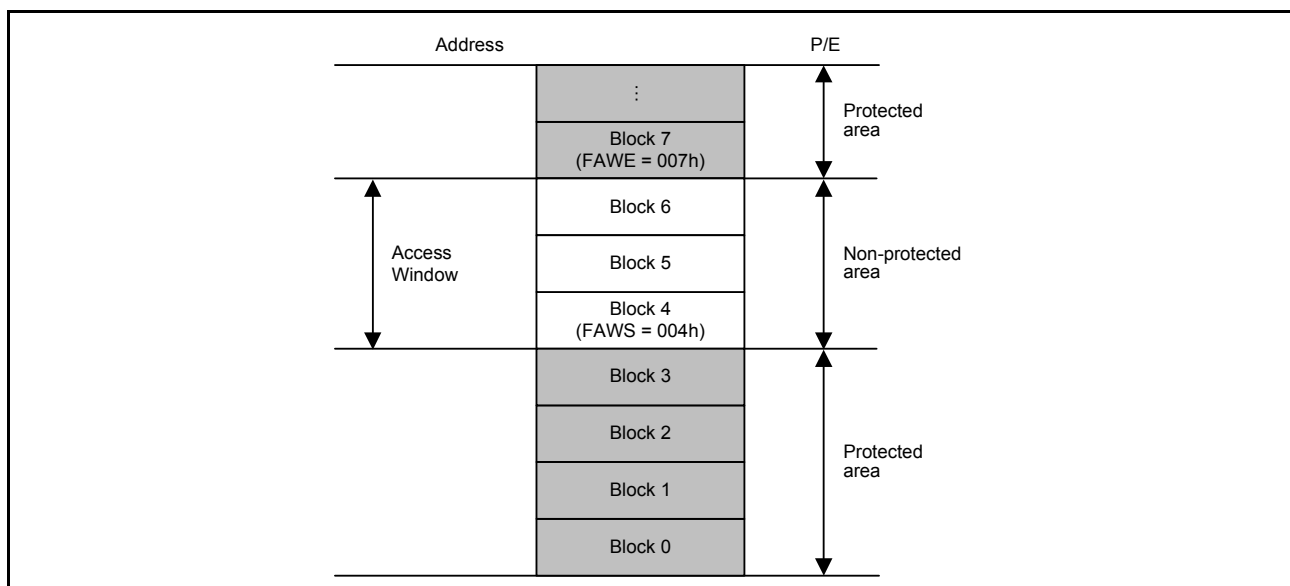 Address
P/E
⋮
Block 7
(FAWE = 007h)
Protected
area
Block 6
Block 5
Block 4
(FAWS = 004h)
Access
Window
Non-protected
area
Block 3
Block 2
Block 1
Block 0
Protected
area